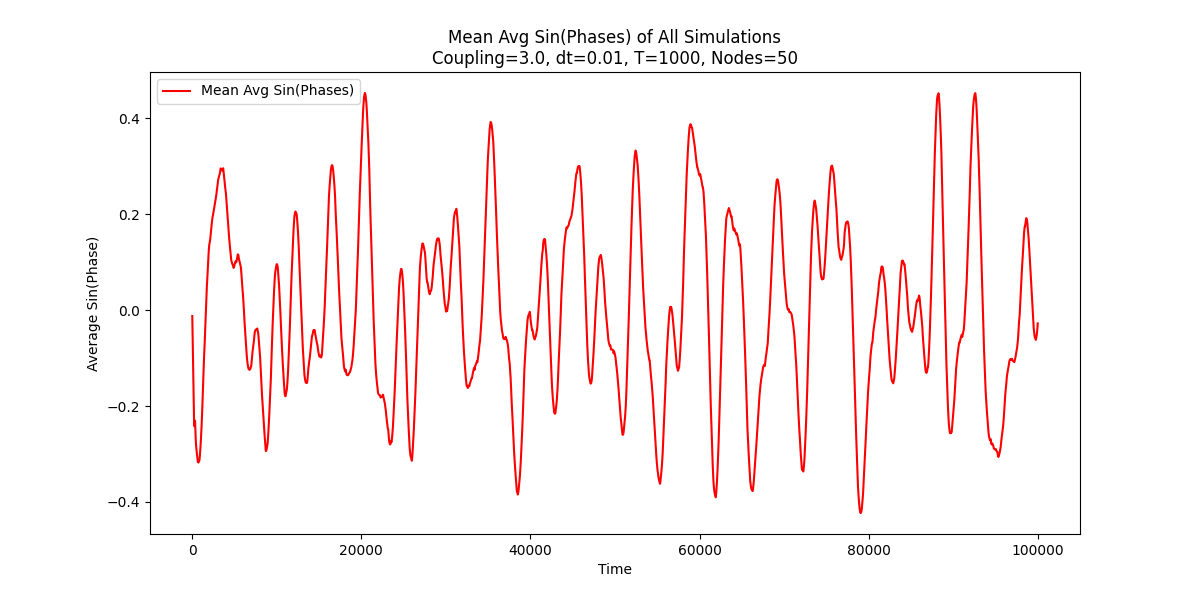 Mean Avg Sin(Phases) of All Simulations
Coupling=3.0, dt=0.01, T=1000, Nodes=50
Mean Avg Sin(Phases)
Average Sin(Phase)
0.4
0.2
0.0
−0.2
−0.4
0 20000 40000 60000 80000 100000
Time